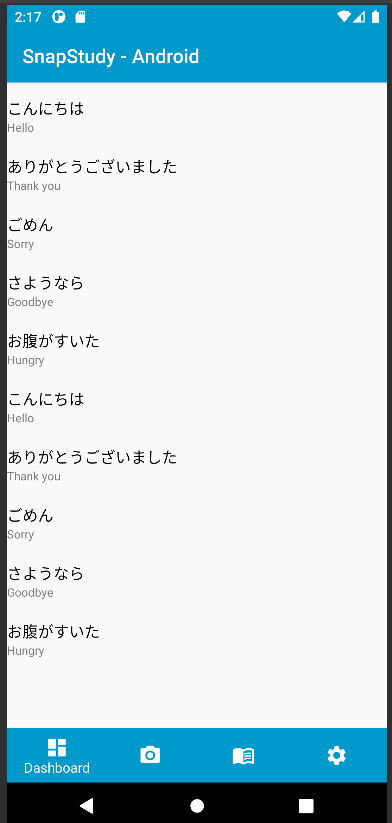 2:17
SnapStudy - Android
こんにちは
Hello
ありがとうございました
Thank you
ごめん
Sorry
さようなら
Goodbye
お腹がすいた
Hungry
こんにちは
Hello
ありがとうございました
Thank you
ごめん
Sorry
さようなら
Goodbye
お腹がすいた
Hungry
Dashboard